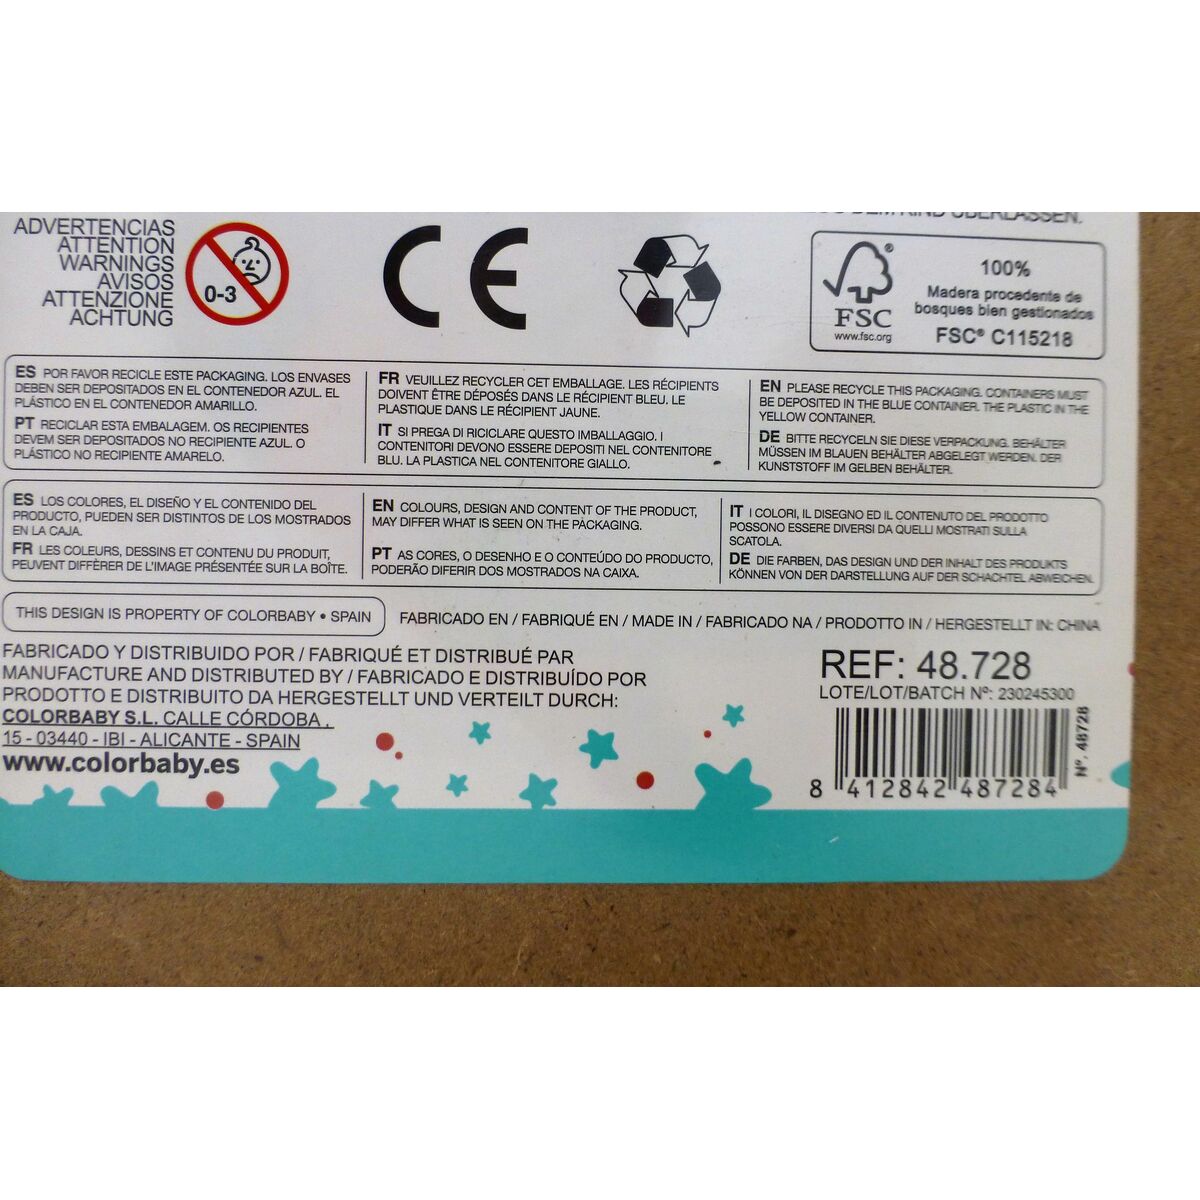 ADVERTENCIAS
ATTENTION
WARNINGS
AVISOS
ATTENZIONE
ACHTUNG
0-3
CE
FSC
www.fsc.org
®
100%
Madera procedente de
bosques bien gestionados
FSC® C115218
ES POR FAVOR RECICLE ESTE PACKAGING. LOS ENVASES
DEBEN SER DEPOSITADOS EN EL CONTENEDOR AZUL. EL
PLÁSTICO EN EL CONTENEDOR AMARILLO.
PT RECICLAR ESTA EMBALAGEM. OS RECIPIENTES
DEVEM SER DEPOSITADOS NO RECIPIENTE AZUL. O
PLÁSTICO NO RECIPIENTE AMARELO.
FR VEUILLEZ RECYCLER CET EMBALLAGE. LES RÉCIPIENTS
DOIVENT ÊTRE DÉPOSÉS DANS LE RÉCIPIENT BLEU. LE
PLASTIQUE DANS LE RÉCIPIENT JAUNE.
IT SI PREGA DI RICICLARE QUESTO IMBALLAGGIO. I
CONTENITORI DEVONO ESSERE DEPOSITI NEL CONTENITORE
BLU. LA PLASTICA NEL CONTENITORE GIALLO.
EN PLEASE RECYCLE THIS PACKAGING. CONTAINERS MUST
BE DEPOSITED IN THE BLUE CONTAINER. THE PLASTIC IN THE
YELLOW CONTAINER.
DE BITTE RECYCELN SIE DIESE VERPACKUNG. BEHÄLTER
MÜSSEN IM BLAUEN BEHÄLTER ABGELEGT WERDEN. DER
KUNSTSTOFF IM GELBEN BEHÄLTER.
ES LOS COLORES, EL DISEÑO Y EL CONTENIDO DEL
PRODUCTO, PUEDEN SER DISTINTOS DE LOS MOSTRADOS
EN LA CAJA.
FR LES COULEURS, DESSINS ET CONTENU DU PRODUIT,
PEUVENT DIFFÈRER DE L'IMAGE PRÉSENTÉE SUR LA BOÎTE.
EN COLOURS, DESIGN AND CONTENT OF THE PRODUCT,
MAY DIFFER WHAT IS SEEN ON THE PACKAGING.
PT AS CORES, O DESENHO E O CONTEÚDO DO PRODUCTO,
PODERÃO DIFERIR DOS MOSTRADOS NA CAIXA.
IT I COLORI, IL DISEGNO ED IL CONTENUTO DEL PRODOTTO
POSSONO ESSERE DIVERSI DA QUELLI MOSTRATI SULLA
SCATOLA.
DE DIE FARBEN, DAS DESIGN UND DER INHALT DES PRODUKTS
KÖNNEN VON DER DARSTELLUNG AUF DER SCHACHTEL ABWEICHEN.
THIS DESIGN IS PROPERTY OF COLORBABY • SPAIN
FABRICADO EN / FABRIQUÉ EN / MADE IN / FABRICADO NA / PRODOTTO IN / HERGESTELLT IN: CHINA
FABRICADO Y DISTRIBUIDO POR / FABRIQUÉ ET DISTRIBUÉ PAR
MANUFACTURE AND DISTRIBUTED BY / FABRICADO E DISTRIBUÍDO POR
PRODOTTO E DISTRIBUITO DA HERGESTELLT UND VERTEILT DURCH:
COLORBABY S.L. CALLE CÓRDOBA ,
15 - 03440 - IBI - ALICANTE - SPAIN
www.colorbaby.es
REF: 48.728
LOTE/LOT/BATCH Nº: 230245300
Nº. 48728
8 412842 487284